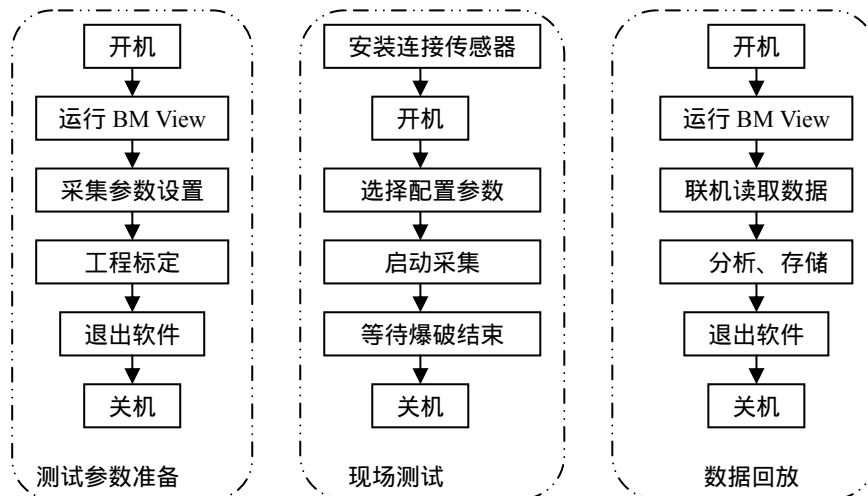 开机
运行 BM View
采集参数设置
工程标定
退出软件
关机
测试参数准备
安装连接传感器
开机
选择配置参数
启动采集
等待爆破结束
关机
现场测试
开机
运行 BM View
联机读取数据
分析、存储
退出软件
关机
数据回放